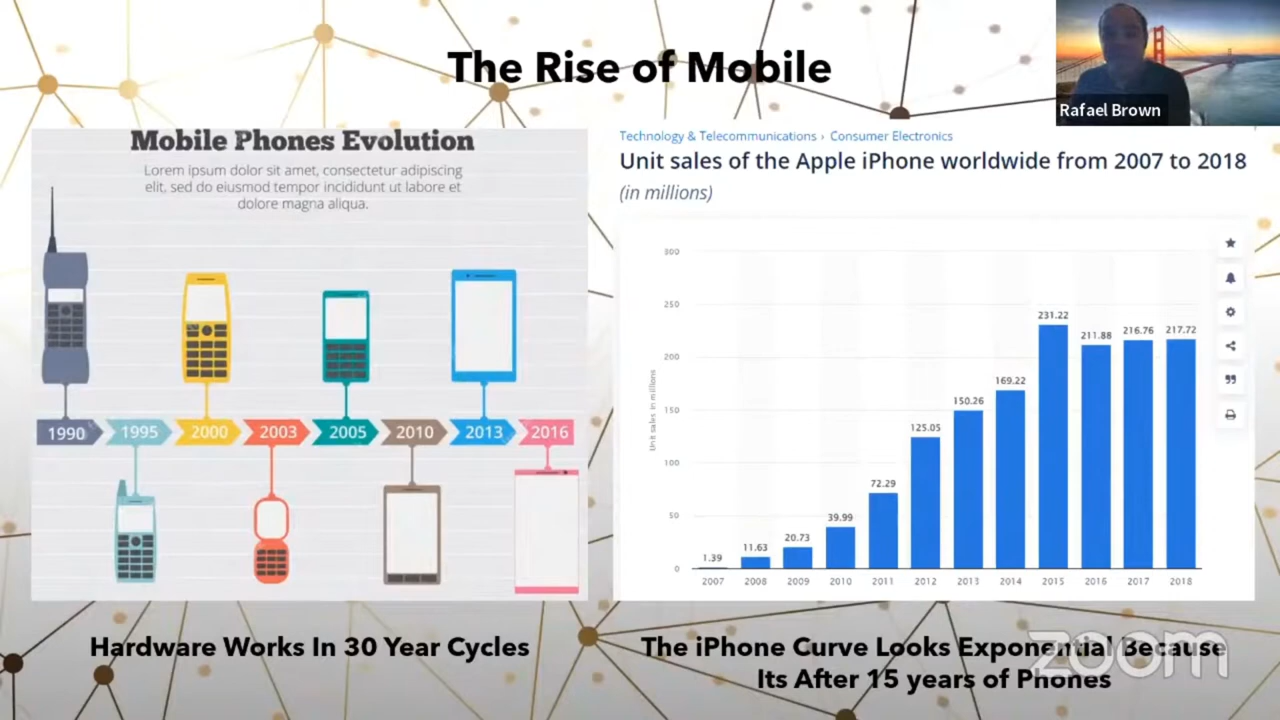 The Rise of Mobile
Rafael Brown
Mobile Phones Evolution
Lorem ipsum dolor sit amet, consectetur adipiscing
elit, sed do eiusmod tempor incididunt ut labore et
dolore magna aliqua.
1990
1995
2000
2003
2005
2010
2013
2016
Technology & Telecommunications › Consumer Electronics
Unit sales of the Apple iPhone worldwide from 2007 to 2018
(in millions)
Unit sales in millions
300
250
200
150
100
50
0
1.39
11.63
20.73
39.99
72.29
125.05
150.26
169.22
231.22
211.88
216.76
217.72
2007
2008
2009
2010
2011
2012
2013
2014
2015
2016
2017
2018
Hardware Works In 30 Year Cycles
The iPhone Curve Looks Exponential Because
Its After 15 years of Phones
zoom